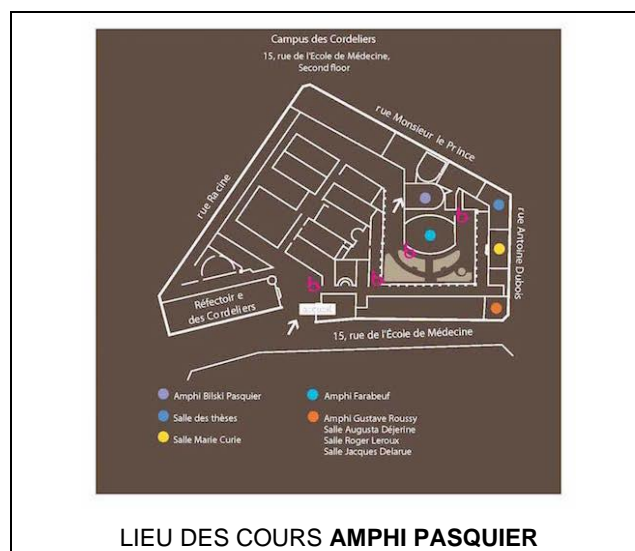 Campus des Cordeliers
15, rue de l'Ecole de Médecine,
Second floor
rue Monsieur le Prince
rue Racine
rue Antoine Dubois
Réfectoir e
des Cordeliers
15, rue de l'École de Médecine
Amphi Bilski Pasquier
Salle des thèses
Salle Marie Curie
Amphi Farabeuf
Amphi Gustave Roussy
Salle Augusta Déjerine
Salle Roger Leroux
Salle Jacques Delarue
LIEU DES COURS AMPHI PASQUIER